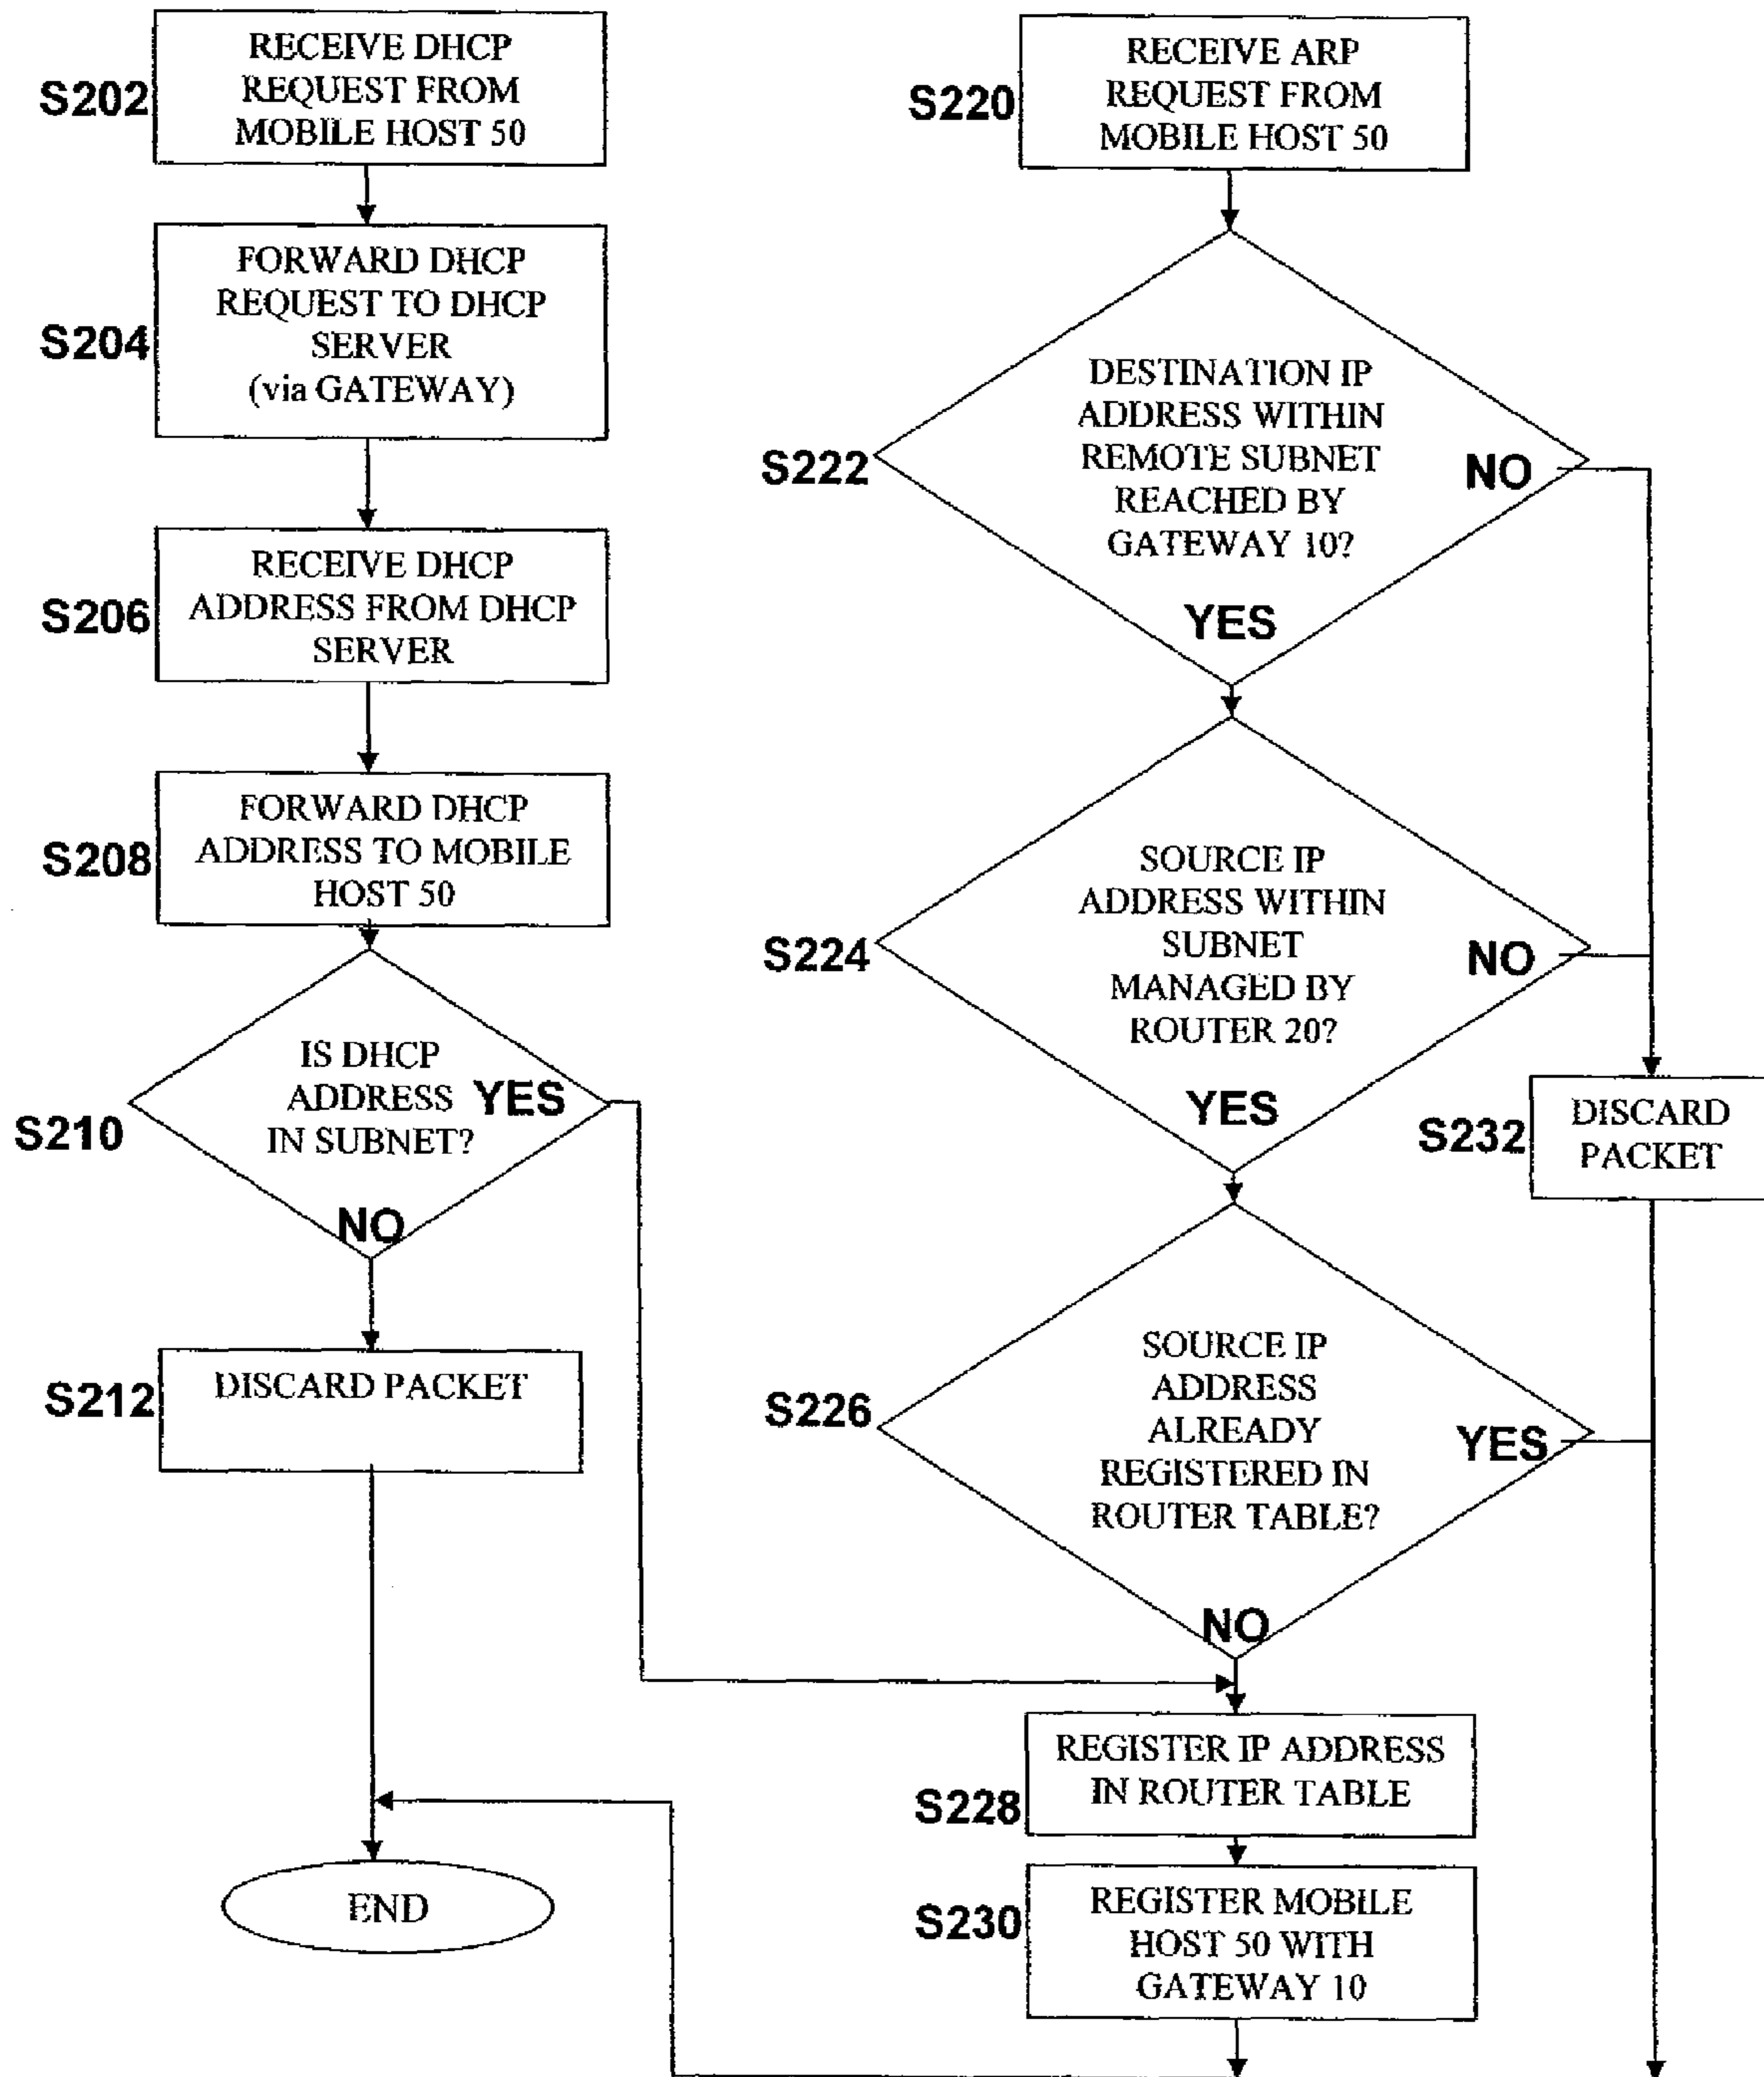 S202
RECEIVE DHCP
REQUEST FROM
MOBILE HOST 50
S204
FORWARD DHCP
REQUEST TO DHCP
SERVER
(via GATEWAY)
S206
RECEIVE DHCP
ADDRESS FROM DHCP
SERVER
S208
FORWARD DHCP
ADDRESS TO MOBILE
HOST 50
S210
IS DHCP
ADDRESS
IN SUBNET?
YES
NO
S212
DISCARD PACKET
END
S220
RECEIVE ARP
REQUEST FROM
MOBILE HOST 50
S222
DESTINATION IP
ADDRESS WITHIN
REMOTE SUBNET
REACHED BY
GATEWAY 10?
NO
YES
S224
SOURCE IP
ADDRESS WITHIN
SUBNET
MANAGED BY
ROUTER 20?
NO
YES
S232
DISCARD
PACKET
S226
SOURCE IP
ADDRESS
ALREADY
REGISTERED IN
ROUTER TABLE?
YES
NO
S228
REGISTER IP ADDRESS
IN ROUTER TABLE
S230
REGISTER MOBILE
HOST 50 WITH
GATEWAY 10